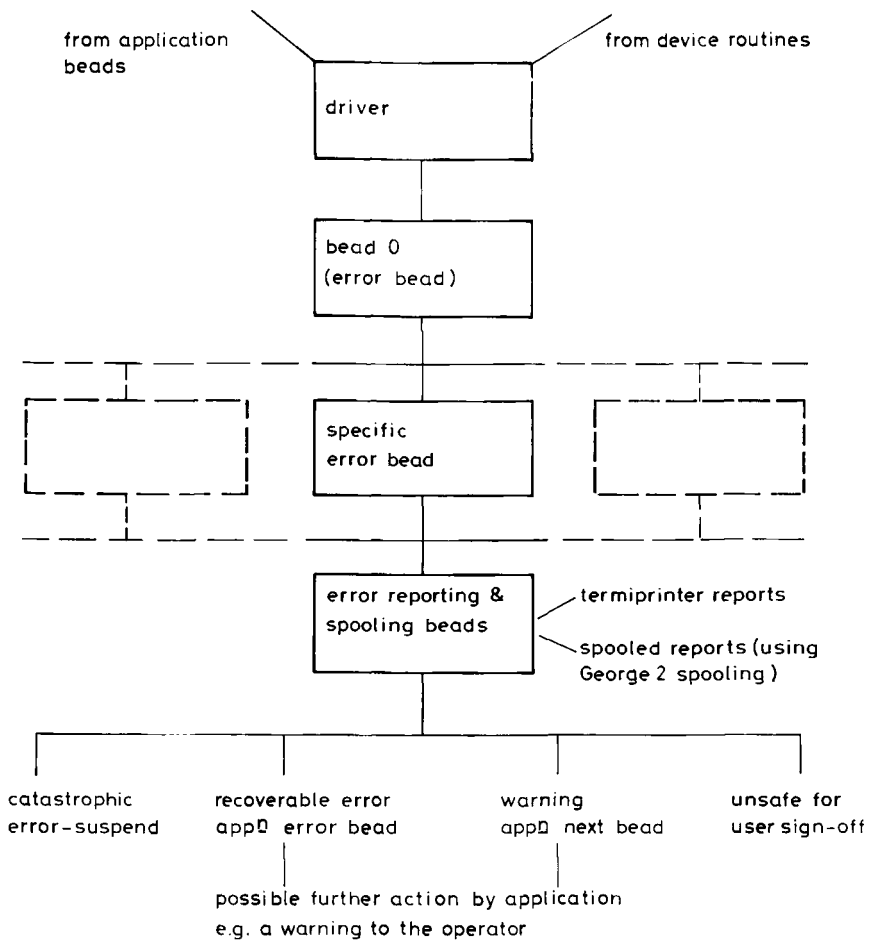 from application
beads
from device routines
driver
bead 0
(error bead)
specific
error bead
error reporting &
spooling beads
termiprinter reports
spooled reports (using
George 2 spooling)
catastrophic
error-suspend
recoverable error
appⁿ error bead
warning
appⁿ next bead
unsafe for
user sign-off
possible further action by application
e.g. a warning to the operator